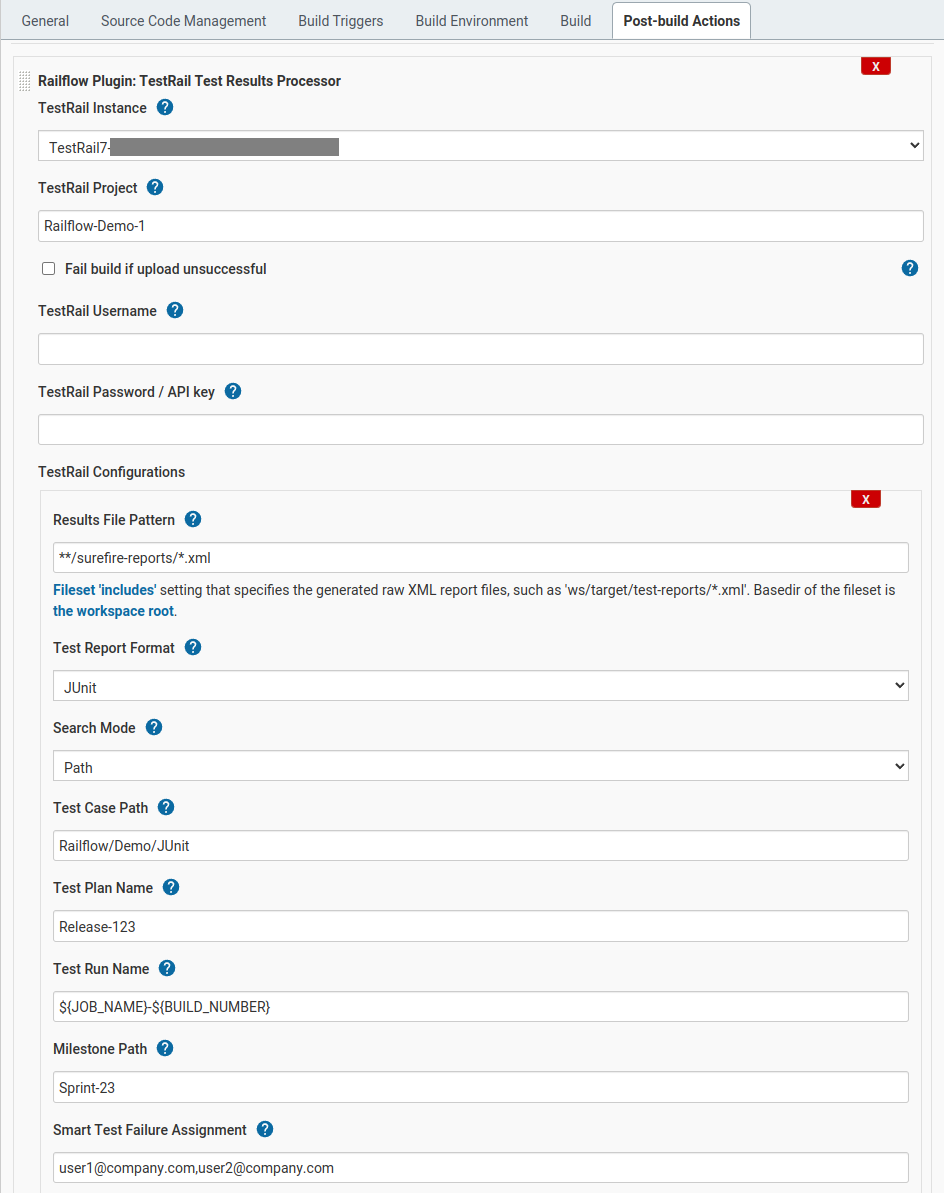 General Source Code Management Build Triggers Build Environment Build Post-build Actions
X
Railflow Plugin: TestRail Test Results Processor
TestRail Instance ?
TestRail7-
TestRail Project ?
Railflow-Demo-1
Fail build if upload unsuccessful ?
TestRail Username ?
TestRail Password / API key ?
TestRail Configurations
X
Results File Pattern ?
**/surefire-reports/*.xml
Fileset 'includes' setting that specifies the generated raw XML report files, such as 'ws/target/test-reports/*.xml'. Basedir of the fileset is
the workspace root.
Test Report Format ?
JUnit
Search Mode ?
Path
Test Case Path ?
Railflow/Demo/JUnit
Test Plan Name ?
Release-123
Test Run Name ?
${JOB_NAME}-${BUILD_NUMBER}
Milestone Path ?
Sprint-23
Smart Test Failure Assignment ?
user1@company.com,user2@company.com